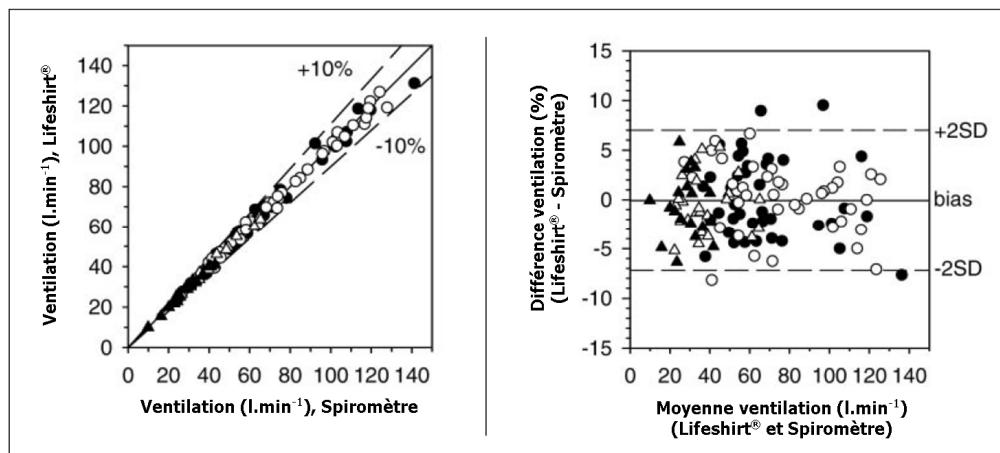 Ventilation (l.min⁻¹), Lifeshirt®
140
120
100
80
60
40
20
0
+10%
-10%
0 20 40 60 80 100 120 140
Ventilation (l.min⁻¹), Spiromètre
Différence ventilation (%)
(Lifeshirt® - Spiromètre)
15
10
5
0
-5
-10
-15
+2SD
bias
-2SD
0 20 40 60 80 100 120 140
Moyenne ventilation (l.min⁻¹)
(Lifeshirt® et Spiromètre)